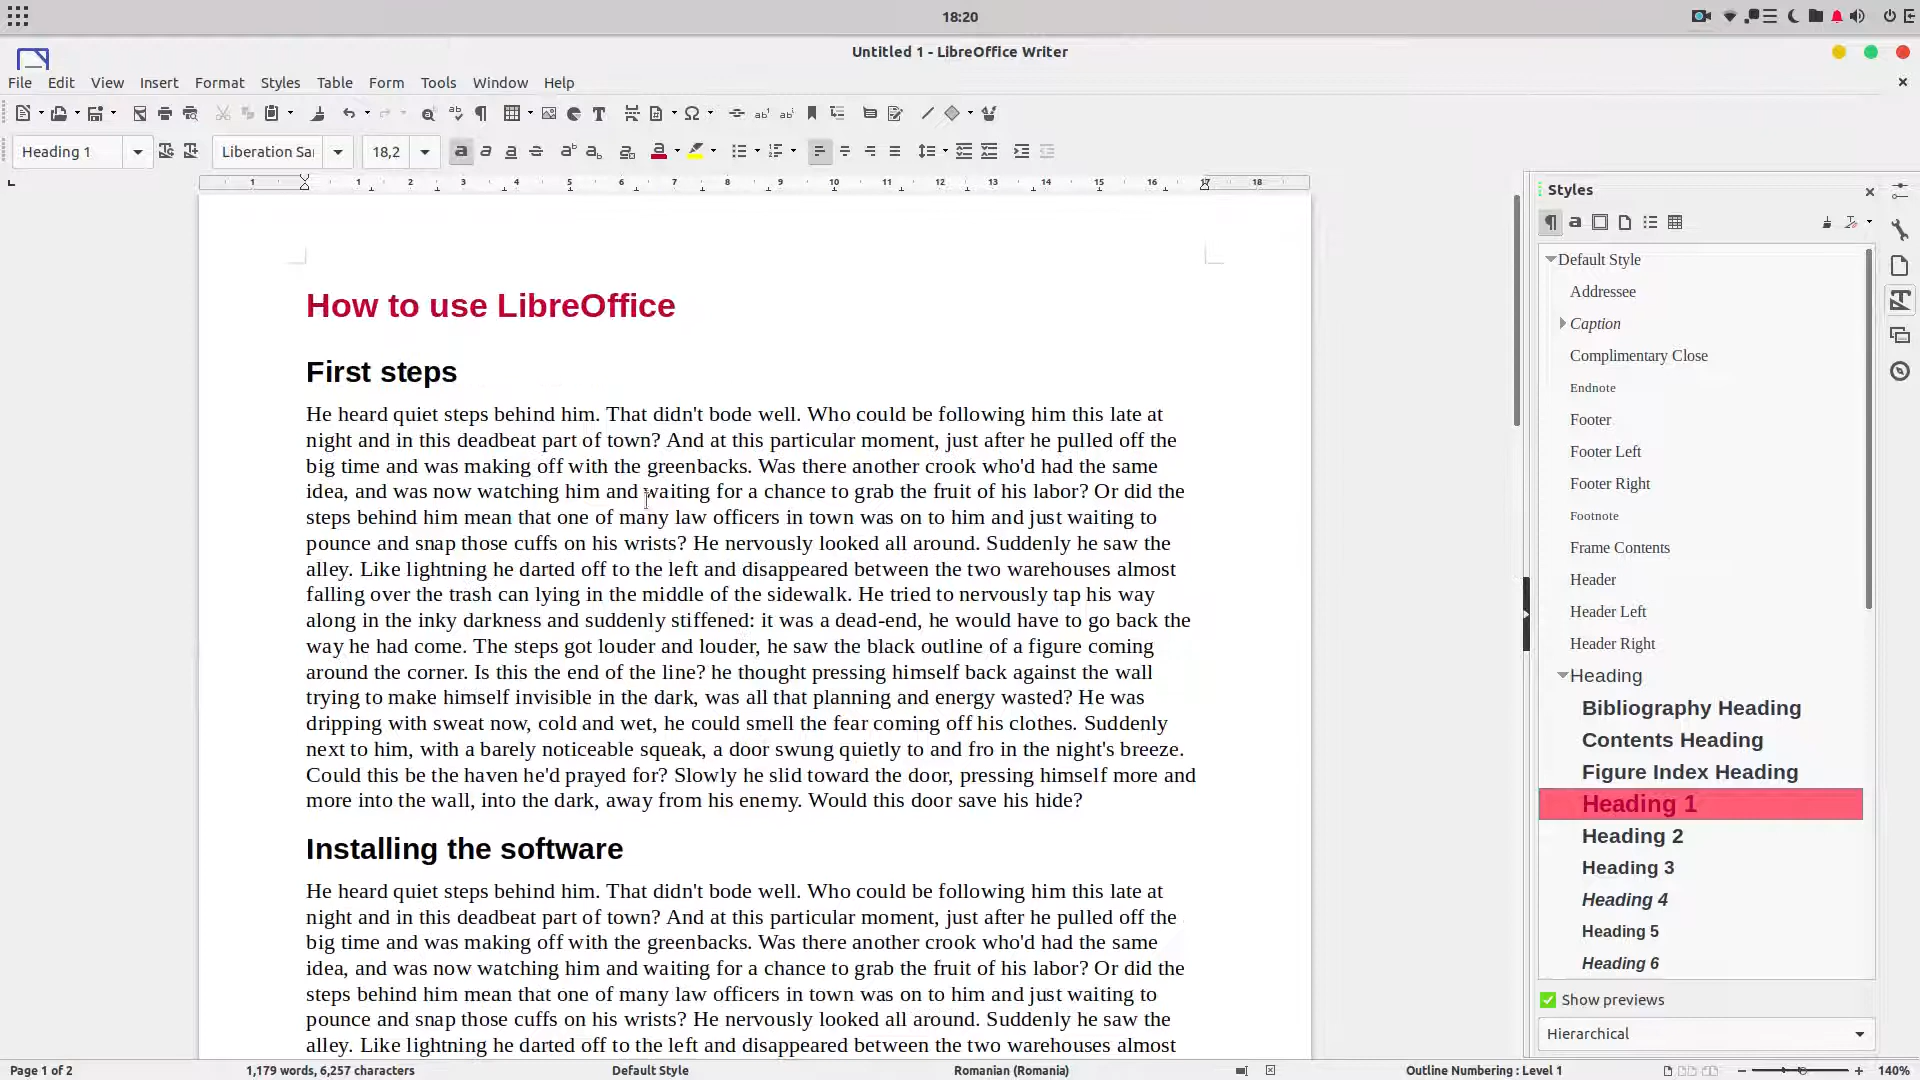 18:20
Untitled 1 - LibreOffice Writer
File Edit View Insert Format Styles Table Form Tools Window Help
Heading 1 Liberation Sa 18,2
1 1 2 3 4 5 6 7 8 9 10 11 12 13 14 15 16 17 18
How to use LibreOffice
First steps
He heard quiet steps behind him. That didn't bode well. Who could be following him this late at
night and in this deadbeat part of town? And at this particular moment, just after he pulled off the
big time and was making off with the greenbacks. Was there another crook who'd had the same
idea, and was now watching him and waiting for a chance to grab the fruit of his labor? Or did the
steps behind him mean that one of many law officers in town was on to him and just waiting to
pounce and snap those cuffs on his wrists? He nervously looked all around. Suddenly he saw the
alley. Like lightning he darted off to the left and disappeared between the two warehouses almost
falling over the trash can lying in the middle of the sidewalk. He tried to nervously tap his way
along in the inky darkness and suddenly stiffened: it was a dead-end, he would have to go back the
way he had come. The steps got louder and louder, he saw the black outline of a figure coming
around the corner. Is this the end of the line? he thought pressing himself back against the wall
trying to make himself invisible in the dark, was all that planning and energy wasted? He was
dripping with sweat now, cold and wet, he could smell the fear coming off his clothes. Suddenly
next to him, with a barely noticeable squeak, a door swung quietly to and fro in the night's breeze.
Could this be the haven he'd prayed for? Slowly he slid toward the door, pressing himself more and
more into the wall, into the dark, away from his enemy. Would this door save his hide?
Installing the software
He heard quiet steps behind him. That didn't bode well. Who could be following him this late at
night and in this deadbeat part of town? And at this particular moment, just after he pulled off the
big time and was making off with the greenbacks. Was there another crook who'd had the same
idea, and was now watching him and waiting for a chance to grab the fruit of his labor? Or did the
steps behind him mean that one of many law officers in town was on to him and just waiting to
pounce and snap those cuffs on his wrists? He nervously looked all around. Suddenly he saw the
alley. Like lightning he darted off to the left and disappeared between the two warehouses almost
Styles
Default Style
Addressee
Caption
Complimentary Close
Endnote
Footer
Footer Left
Footer Right
Footnote
Frame Contents
Header
Header Left
Header Right
Heading
Bibliography Heading
Contents Heading
Figure Index Heading
Heading 1
Heading 2
Heading 3
Heading 4
Heading 5
Heading 6
Show previews
Hierarchical
Page 1 of 2 1,179 words, 6,257 characters Default Style Romanian (Romania) Outline Numbering : Level 1 140%